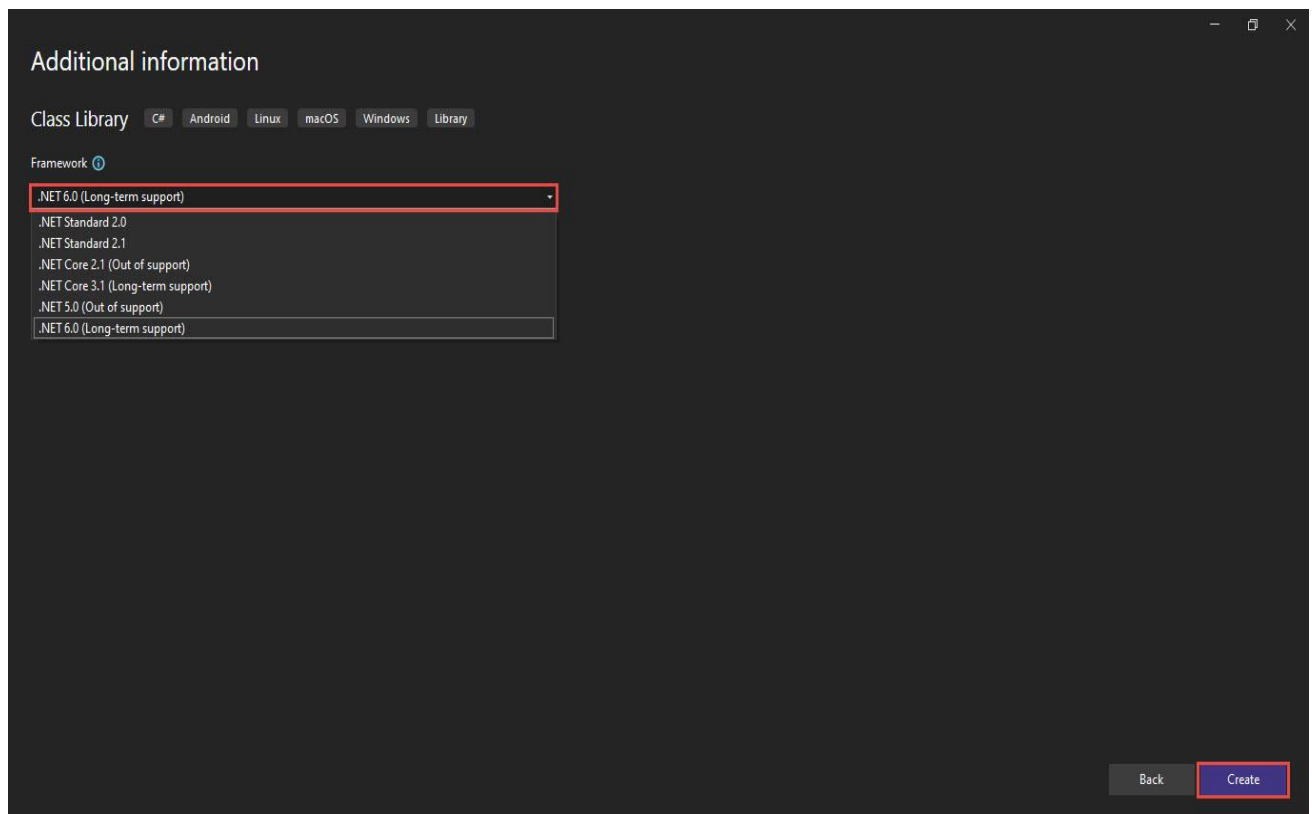 Additional information
Class Library C# Android Linux macOS Windows Library
Framework
.NET 6.0 (Long-term support)
.NET Standard 2.0
.NET Standard 2.1
.NET Core 2.1 (Out of support)
.NET Core 3.1 (Long-term support)
.NET 5.0 (Out of support)
.NET 6.0 (Long-term support)
Back Create